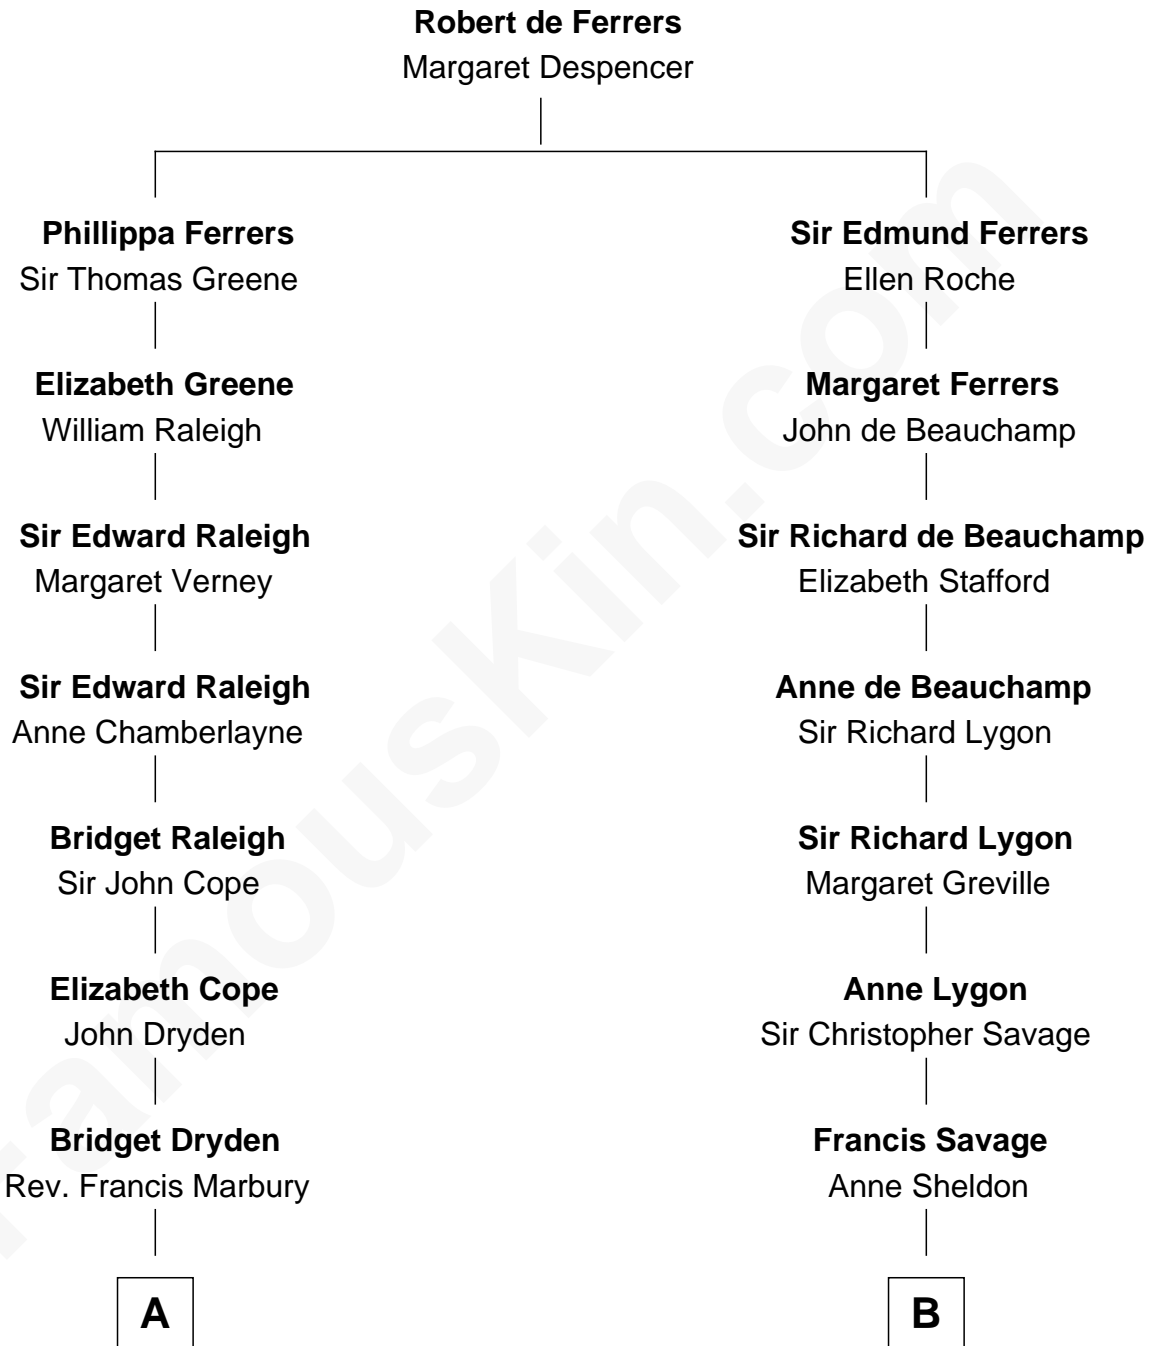 Robert de Ferrers
Margaret Despencer
Phillippa Ferrers
Sir Thomas Greene
Elizabeth Greene
William Raleigh
Sir Edward Raleigh
Margaret Verney
Sir Edward Raleigh
Anne Chamberlayne
Bridget Raleigh
Sir John Cope
Elizabeth Cope
John Dryden
Bridget Dryden
Rev. Francis Marbury
A
Sir Edmund Ferrers
Ellen Roche
Margaret Ferrers
John de Beauchamp
Sir Richard de Beauchamp
Elizabeth Stafford
Anne de Beauchamp
Sir Richard Lygon
Sir Richard Lygon
Margaret Greville
Anne Lygon
Sir Christopher Savage
Francis Savage
Anne Sheldon
B
FamousKin.com